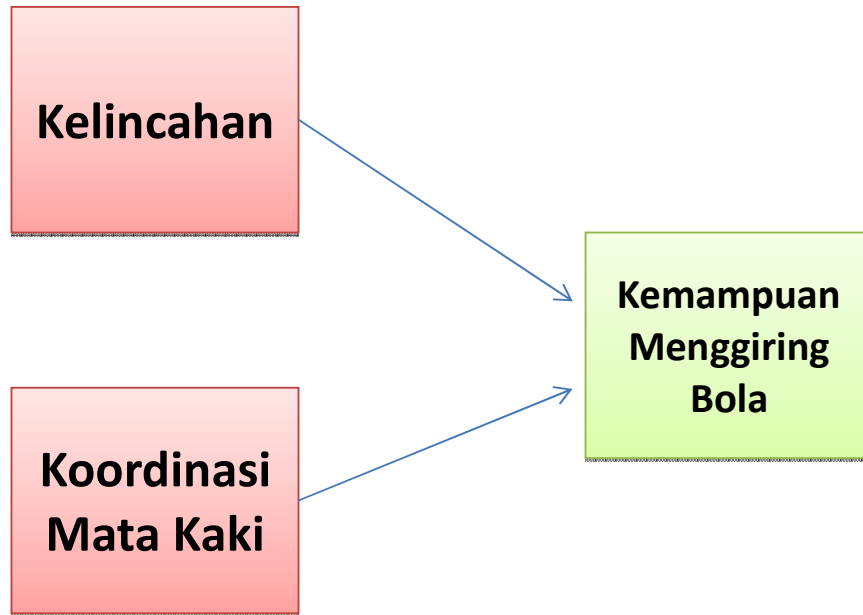 Kelincahan
Kemampuan
Menggiring
Bola
Koordinasi
Mata Kaki